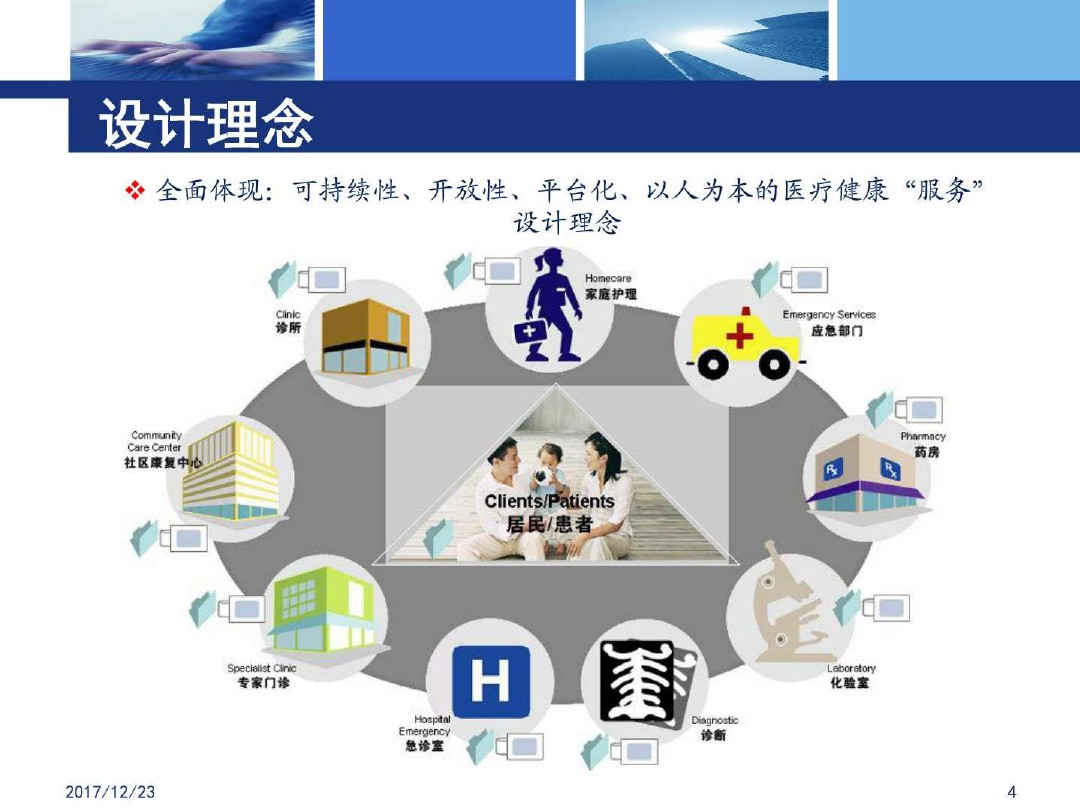 设计理念
全面体现：可持续性、开放性、平台化、以人为本的医疗健康“服务”
设计理念
Homecare
家庭护理
Clinic
诊所
Emergency Services
应急部门
Community
Care Center
社区康复中心
Pharmacy
药房
Rx
Rx
Clients/Patients
居民/患者
Specialist Clinic
专家门诊
Laboratory
化验室
H
Hospital
Emergency
急诊室
Diagnostic
诊断
2017/12/23
4